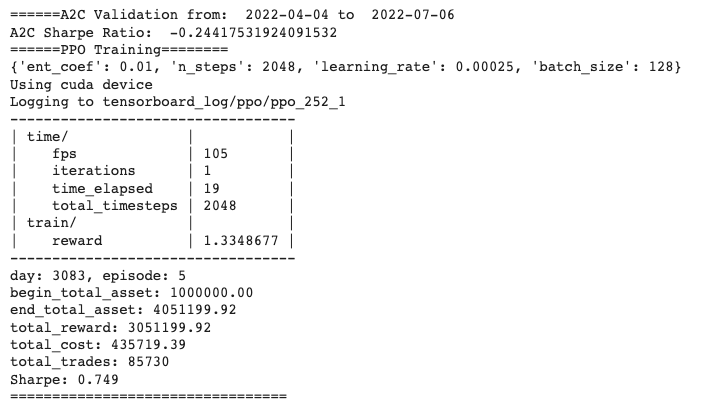 ======A2C Validation from:  2022-04-04 to  2022-07-06
A2C Sharpe Ratio:  -0.24417531924091532
======PPO Training========
{'ent_coef': 0.01, 'n_steps': 2048, 'learning_rate': 0.00025, 'batch_size': 128}
Using cuda device
Logging to tensorboard_log/ppo/ppo_252_1
----------------------------------
| time/              |           |
|    fps             | 105       |
|    iterations      | 1         |
|    time_elapsed    | 19        |
|    total_timesteps | 2048      |
| train/             |           |
|    reward          | 1.3348677 |
----------------------------------
day: 3083, episode: 5
begin_total_asset: 1000000.00
end_total_asset: 4051199.92
total_reward: 3051199.92
total_cost: 435719.39
total_trades: 85730
Sharpe: 0.749
=================================